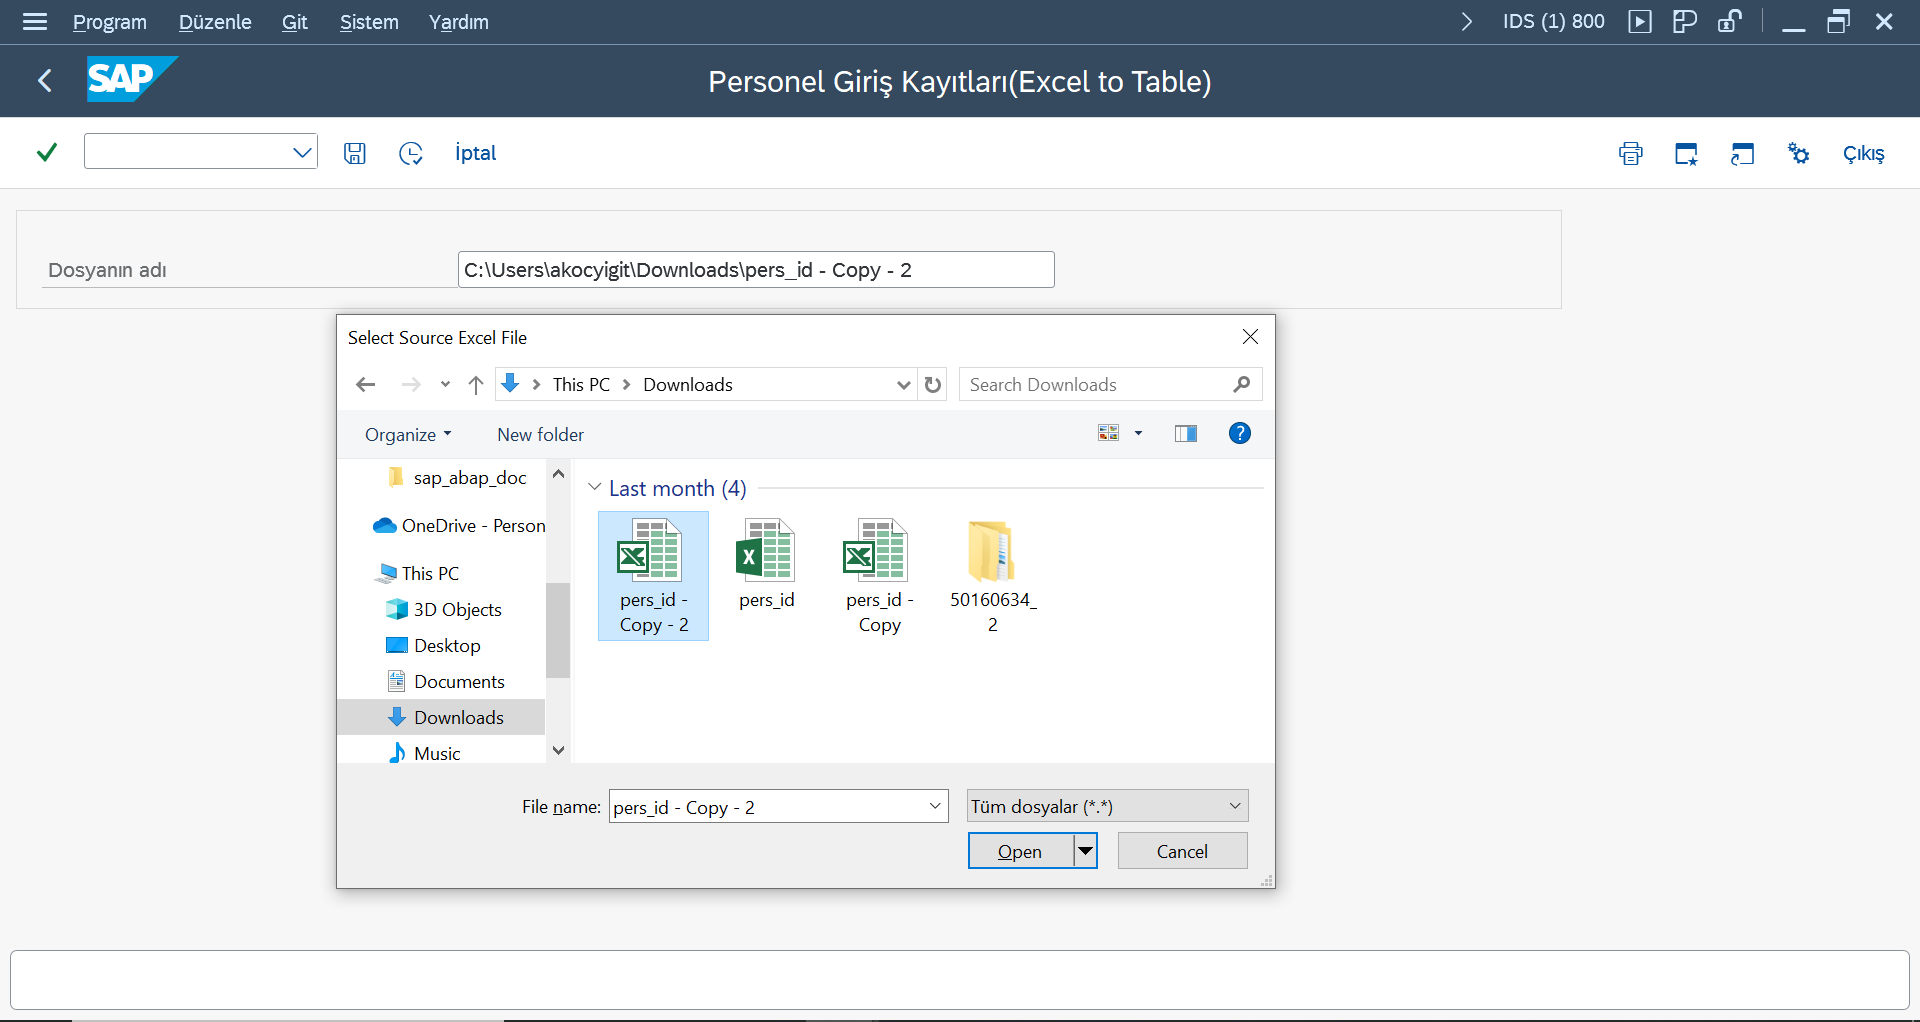 Program Düzenle Git Sistem Yardım IDS (1) 800
SAP Personel Giriş Kayıtları(Excel to Table)
İptal Çıkış
Dosyanın adı C:\Users\akocyigit\Downloads\pers_id - Copy - 2
Select Source Excel File
This PC Downloads Search Downloads
Organize New folder
sap_abap_doc
OneDrive - Person
This PC
3D Objects
Desktop
Documents
Downloads
Music
Last month (4)
pers_id -
Copy - 2
pers_id
pers_id -
Copy
50160634_
2
File name: pers_id - Copy - 2 Tüm dosyalar (*.*)
Open Cancel